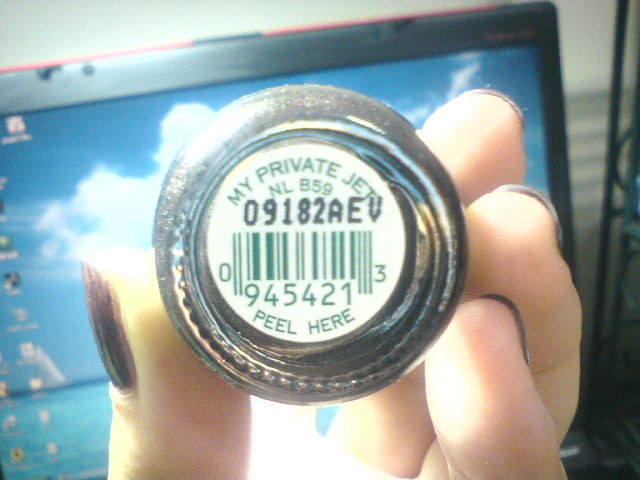 MY PRIVATE JET
NL B59
09182AEV
0 945421 3
PEEL HERE